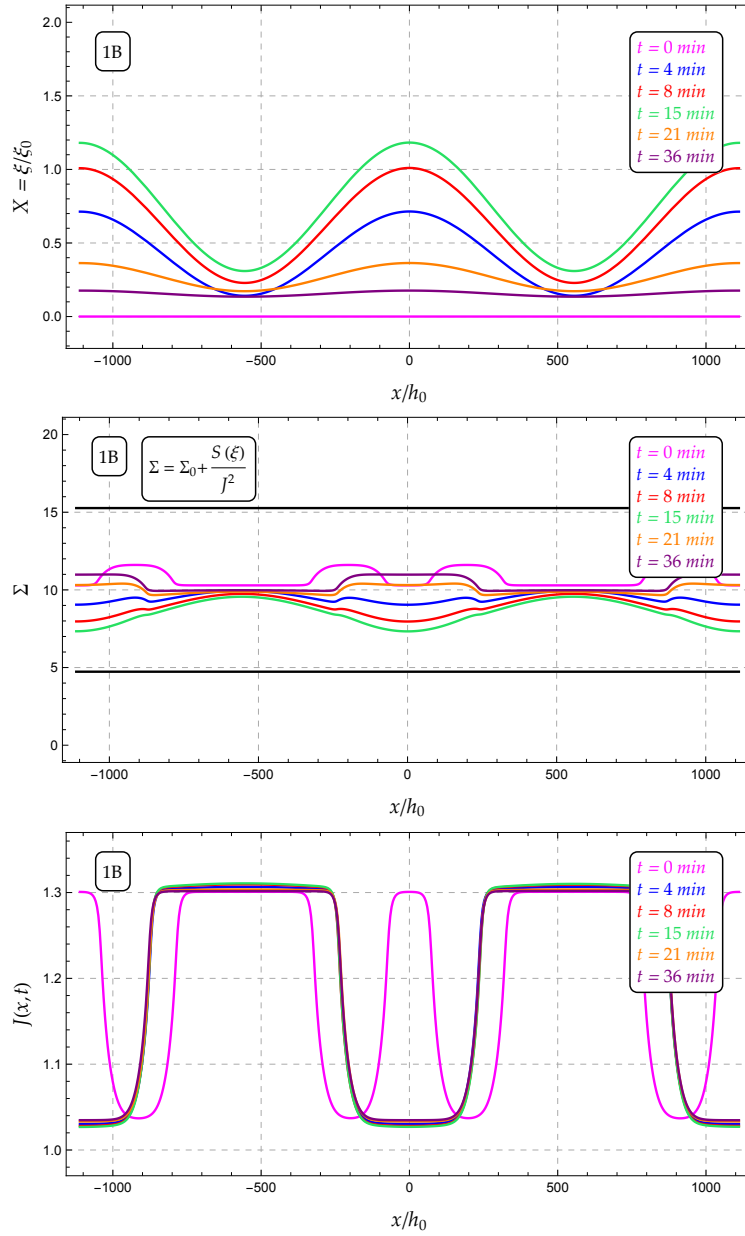 2.0
1B
t = 0 min
t = 4 min
t = 8 min
t = 15 min
t = 21 min
t = 36 min
1.5
1.0
0.5
0.0
X = ξ/ξ₀
−1000 −500 0 500 1000
x/h₀
20
1B
Σ = Σ₀+ S(ξ)/J²
t = 0 min
t = 4 min
t = 8 min
t = 15 min
t = 21 min
t = 36 min
15
10
5
0
Σ
−1000 −500 0 500 1000
x/h₀
1B
t = 0 min
t = 4 min
t = 8 min
t = 15 min
t = 21 min
t = 36 min
1.3
1.2
1.1
1.0
J(x,t)
−1000 −500 0 500 1000
x/h₀